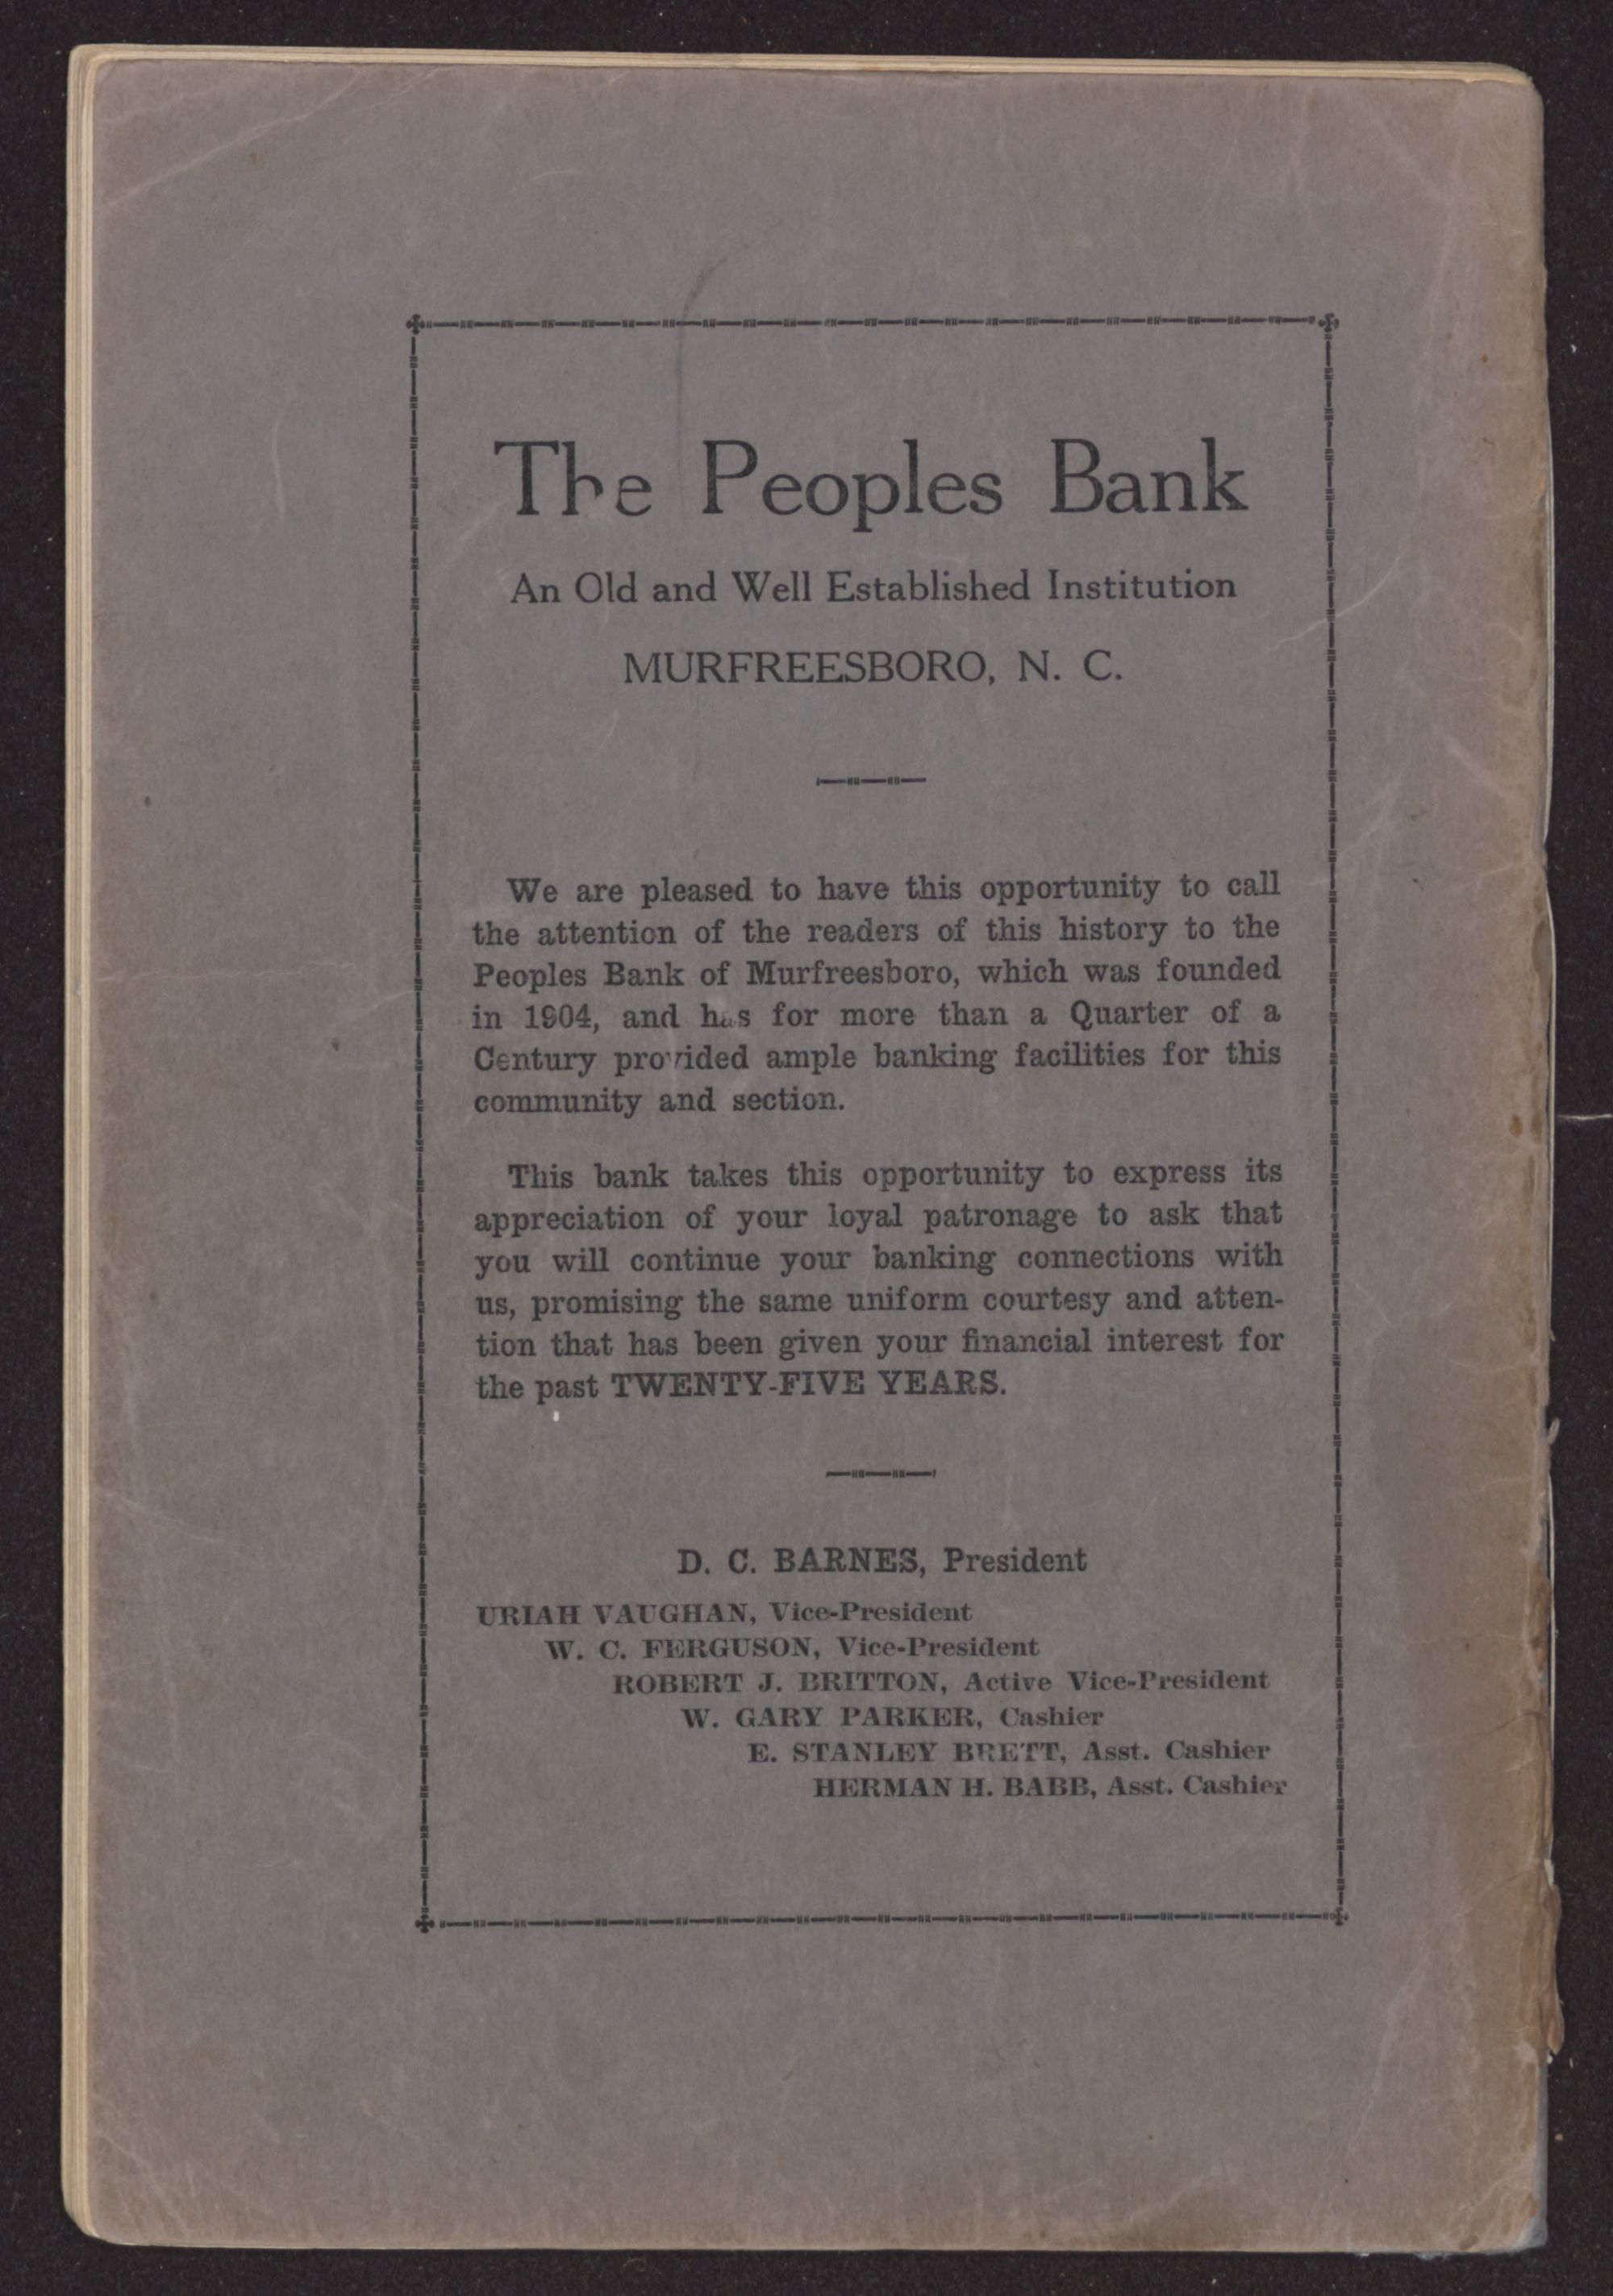 The Peoples Bank
An Old and Well Established Institution
MURFREESBORO, N. C.
We are pleased to have this opportunity to call
the attention of the readers of this history to the
Peoples Bank of Murfreesboro, which was founded
in 1904, and has for more than a Quarter of a
Century provided ample banking facilities for this
community and section.
This bank takes this opportunity to express its
appreciation of your loyal patronage to ask that
you will continue your banking connections with
us, promising the same uniform courtesy and atten-
tion that has been given your financial interest for
the past TWENTY-FIVE YEARS.
D. C. BARNES, President
URIAH VAUGHAN, Vice-President
W. C. FERGUSON, Vice-President
ROBERT J. BRITTON, Active Vice-President
W. GARY PARKER, Cashier
E. STANLEY BRETT, Asst. Cashier
HERMAN H. BABB, Asst. Cashier